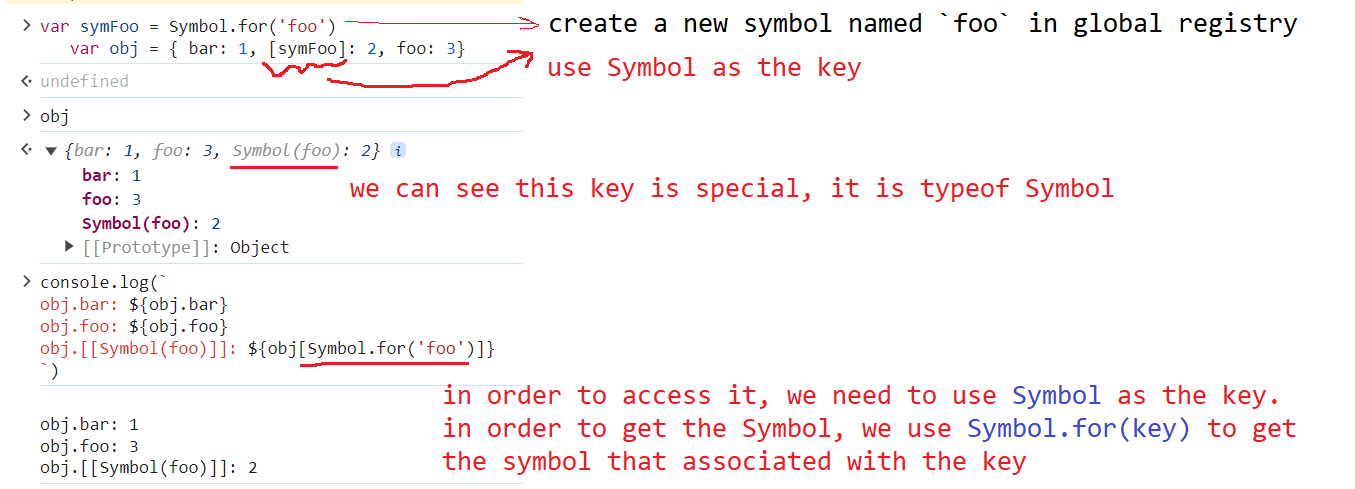 var symFoo = Symbol.for('foo')
create a new symbol named `foo` in global registry
var obj = { bar: 1, [symFoo]: 2, foo: 3}
use Symbol as the key
undefined
obj
{bar: 1, foo: 3, Symbol(foo): 2} i
bar: 1
we can see this key is special, it is typeof Symbol
foo: 3
Symbol(foo): 2
[[Prototype]]: Object
console.log(`
obj.bar: ${obj.bar}
obj.foo: ${obj.foo}
obj.[[Symbol(foo)]]: ${obj[Symbol.for('foo')]}
`)
in order to access it, we need to use Symbol as the key.
in order to get the Symbol, we use Symbol.for(key) to get
the symbol that associated with the key
obj.bar: 1
obj.foo: 3
obj.[[Symbol(foo)]]: 2